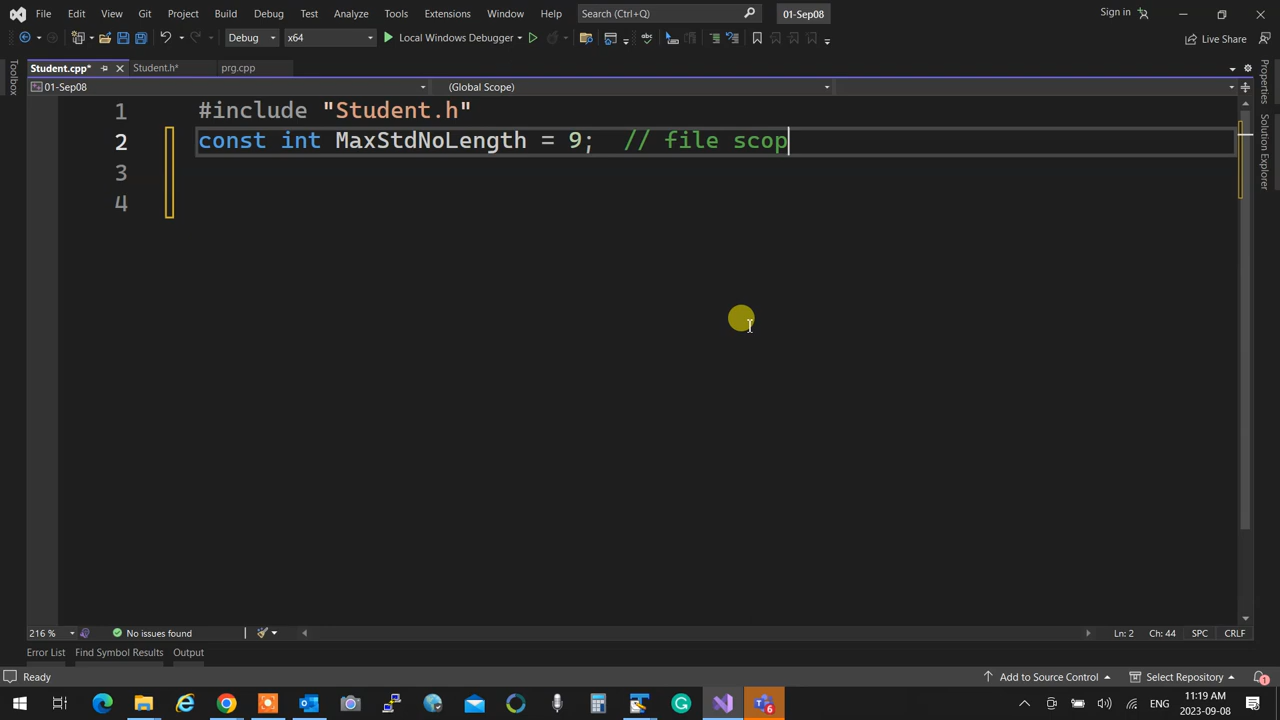 File Edit View Git Project Build Debug Test Analyze Tools Extensions Window Help Search (Ctrl+Q) 01-Sep08 Sign in
Debug x64 Local Windows Debugger Live Share
Student.cpp* Student.h* prg.cpp
01-Sep08 (Global Scope)
Toolbox
Properties
Solution Explorer
1 #include "Student.h"
2 const int MaxStdNoLength = 9; // file scop
3
4
216 % No issues found Ln: 2 Ch: 44 SPC CRLF
Error List Find Symbol Results Output
Ready Add to Source Control Select Repository 1
6 ENG 11:19 AM
2023-09-08